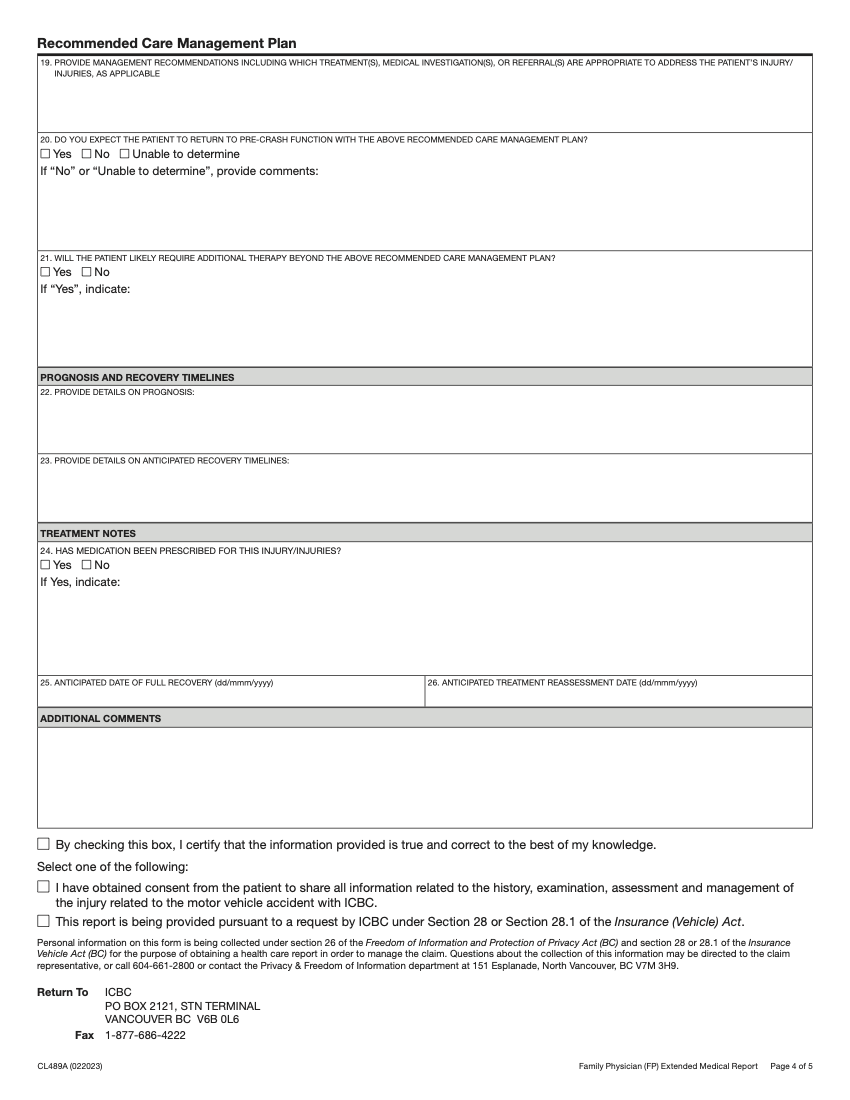 Recommended Care Management Plan
19. PROVIDE MANAGEMENT RECOMMENDATIONS INCLUDING WHICH TREATMENT(S), MEDICAL INVESTIGATION(S), OR REFERRAL(S) ARE APPROPRIATE TO ADDRESS THE PATIENT'S INJURY/
INJURIES, AS APPLICABLE
20. DO YOU EXPECT THE PATIENT TO RETURN TO PRE-CRASH FUNCTION WITH THE ABOVE RECOMMENDED CARE MANAGEMENT PLAN?
☐ Yes ☐ No ☐ Unable to determine
If “No” or “Unable to determine”, provide comments:
21. WILL THE PATIENT LIKELY REQUIRE ADDITIONAL THERAPY BEYOND THE ABOVE RECOMMENDED CARE MANAGEMENT PLAN?
☐ Yes ☐ No
If “Yes”, indicate:
PROGNOSIS AND RECOVERY TIMELINES
22. PROVIDE DETAILS ON PROGNOSIS:
23. PROVIDE DETAILS ON ANTICIPATED RECOVERY TIMELINES:
TREATMENT NOTES
24. HAS MEDICATION BEEN PRESCRIBED FOR THIS INJURY/INJURIES?
☐ Yes ☐ No
If Yes, indicate:
25. ANTICIPATED DATE OF FULL RECOVERY (dd/mmm/yyyy)
26. ANTICIPATED TREATMENT REASSESSMENT DATE (dd/mmm/yyyy)
ADDITIONAL COMMENTS
☐ By checking this box, I certify that the information provided is true and correct to the best of my knowledge.
Select one of the following:
☐ I have obtained consent from the patient to share all information related to the history, examination, assessment and management of
the injury related to the motor vehicle accident with ICBC.
☐ This report is being provided pursuant to a request by ICBC under Section 28 or Section 28.1 of the Insurance (Vehicle) Act.
Personal information on this form is being collected under section 26 of the Freedom of Information and Protection of Privacy Act (BC) and section 28 or 28.1 of the Insurance
Vehicle Act (BC) for the purpose of obtaining a health care report in order to manage the claim. Questions about the collection of this information may be directed to the claim
representative, or call 604-661-2800 or contact the Privacy & Freedom of Information department at 151 Esplanade, North Vancouver, BC V7M 3H9.
Return To ICBC
PO BOX 2121, STN TERMINAL
VANCOUVER BC V6B 0L6
Fax 1-877-686-4222
CL489A (022023)
Family Physician (FP) Extended Medical Report Page 4 of 5